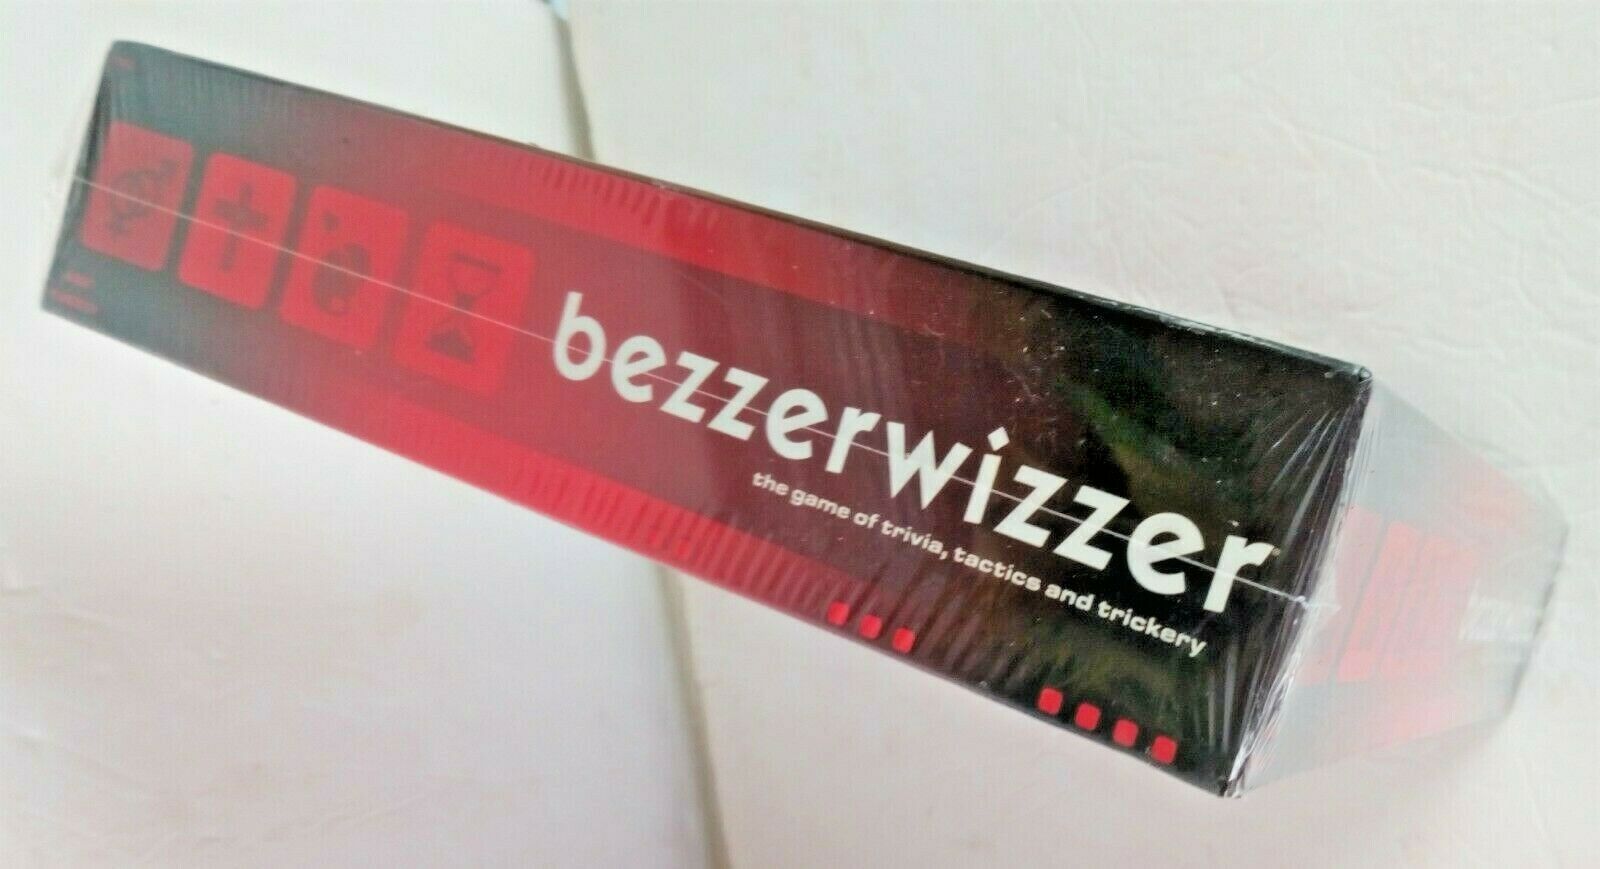 bezzerwizzer
the game of trivia, tactics and trickery